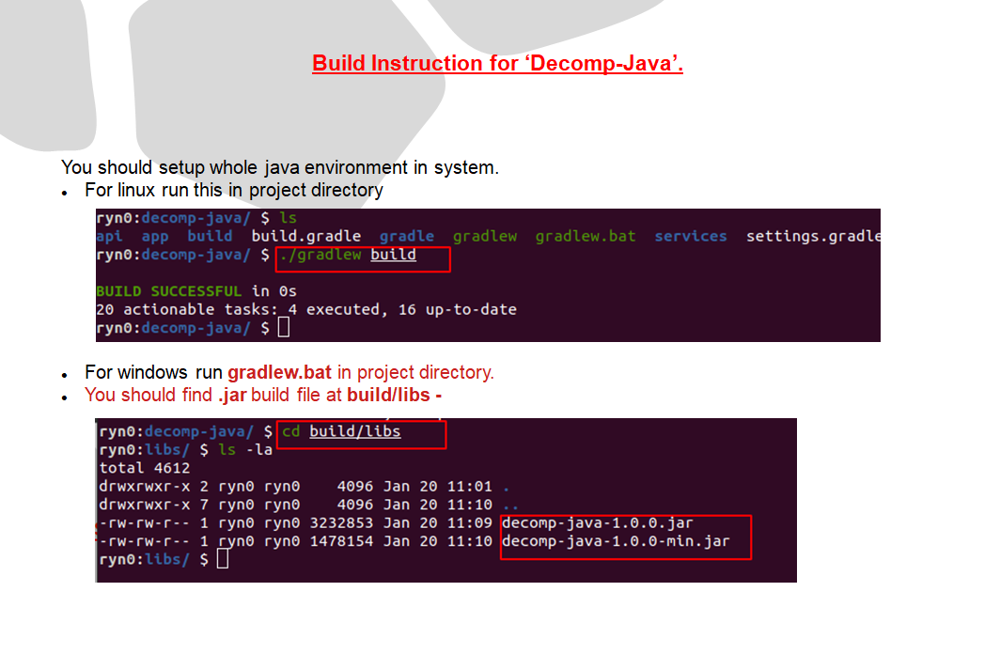 Build Instruction for ‘Decomp-Java’.
You should setup whole java environment in system.
• For linux run this in project directory
ryn0:decomp-java/ $ ls
api app build build.gradle gradle gradlew gradlew.bat services settings.gradle
ryn0:decomp-java/ $ ./gradlew build
BUILD SUCCESSFUL in 0s
20 actionable tasks: 4 executed, 16 up-to-date
ryn0:decomp-java/ $
• For windows run gradlew.bat in project directory.
• You should find .jar build file at build/libs -
ryn0:decomp-java/ $ cd build/libs
ryn0:libs/ $ ls -la
total 4612
drwxrwxr-x 2 ryn0 ryn0 4096 Jan 20 11:01 .
drwxrwxr-x 7 ryn0 ryn0 4096 Jan 20 11:10 ..
-rw-rw-r-- 1 ryn0 ryn0 3232853 Jan 20 11:09 decomp-java-1.0.0.jar
-rw-rw-r-- 1 ryn0 ryn0 1478154 Jan 20 11:10 decomp-java-1.0.0-min.jar
ryn0:libs/ $